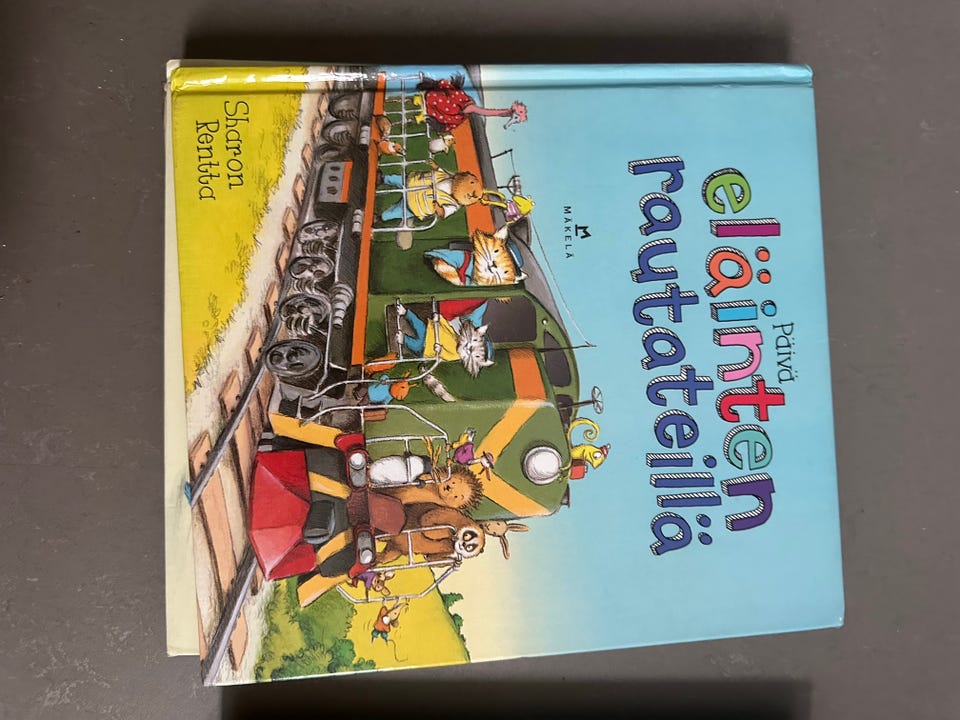 Päivä
eläinten
rautateillä
MÄKELÄ
Sharon
Rentta